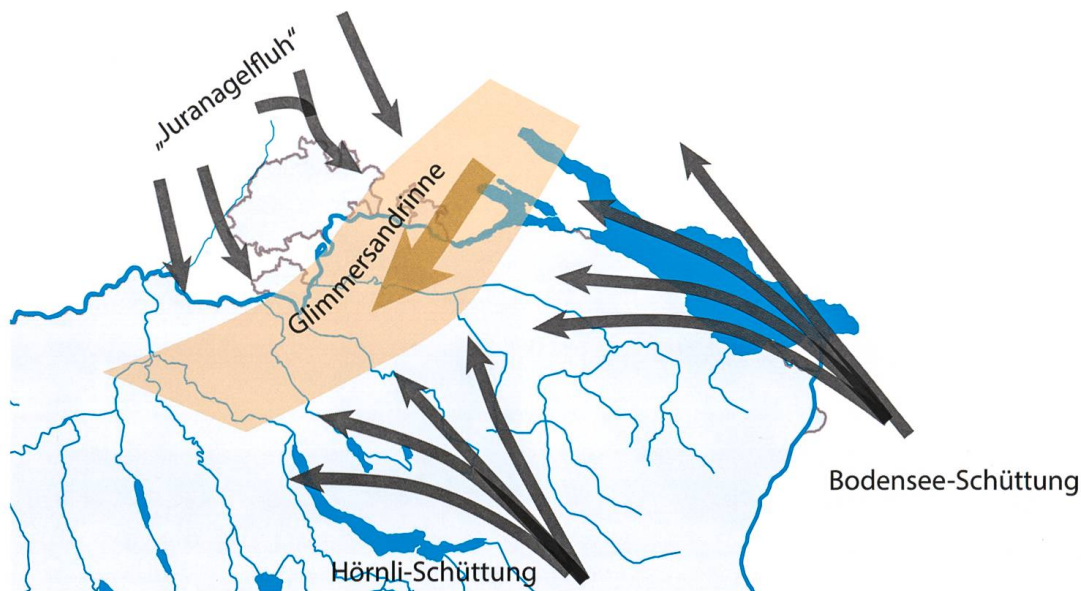 „Juranagelfluh“
Glimmersandrinne
Bodensee-Schüttung
Hörnli-Schüttung